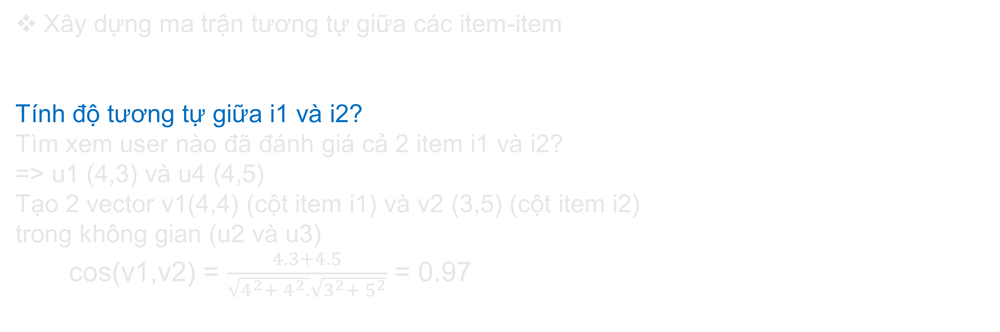 ❖ Xây dựng ma trận tương tự giữa các item-item
Tính độ tương tự giữa i1 và i2?
Tìm xem user nào đã đánh giá cả 2 item i1 và i2?
=> u1 (4,3) và u4 (4,5)
Tạo 2 vector v1(4,4) (cột item i1) và v2 (3,5) (cột item i2)
trong không gian (u2 và u3)
cos(v1,v2) = \frac{4.3+4.5}{\sqrt{4^2+ 4^2}.\sqrt{3^2+ 5^2}} = 0.97